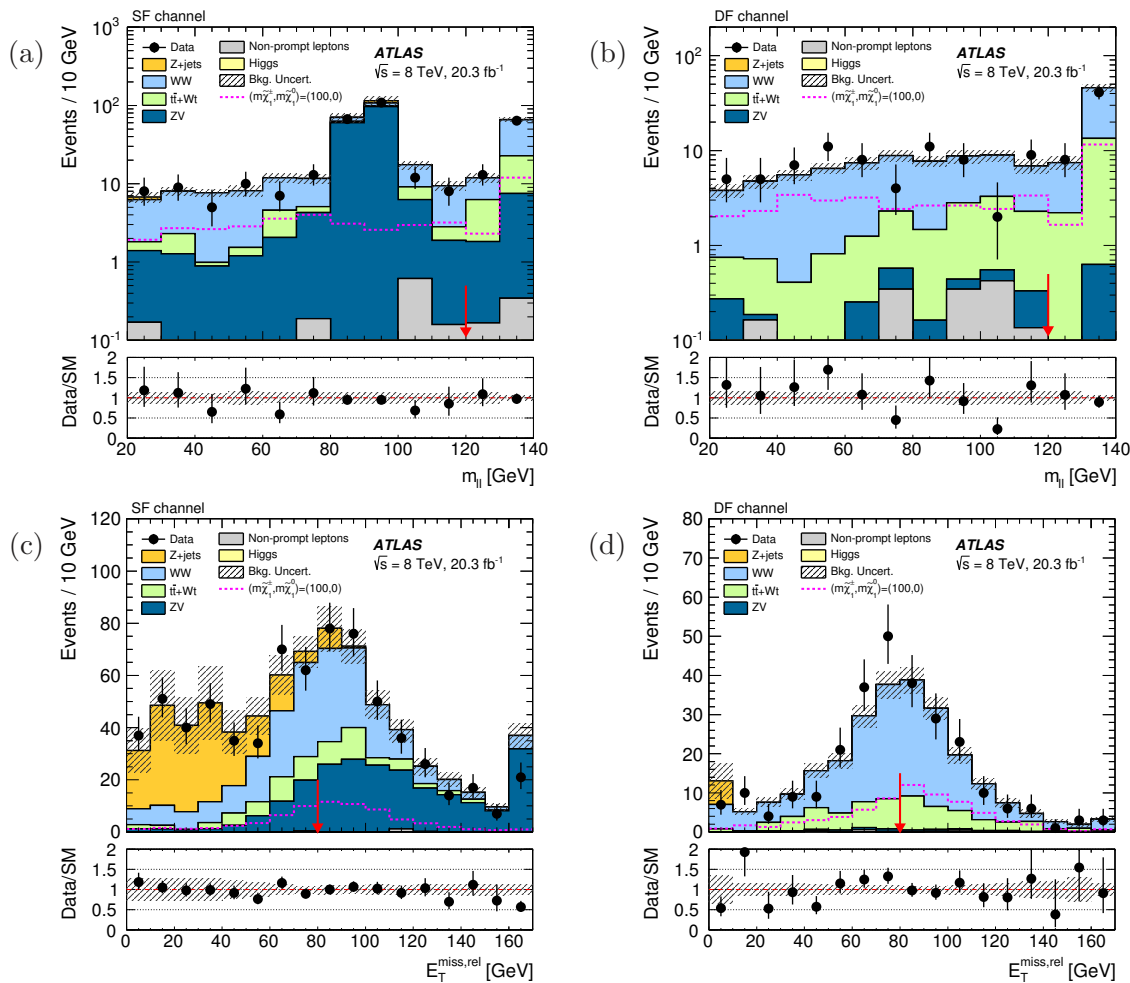 (a)
SF channel
Events / 10 GeV
10³
10²
10
1
10⁻¹
Data
Z+jets
WW
tt̄+Wt
ZV
Non-prompt leptons
Higgs
Bkg. Uncert.
(mχ̃₁±,mχ̃₁⁰)=(100,0)
ATLAS
√s = 8 TeV, 20.3 fb⁻¹
Data/SM
2
1.5
1
0.5
0
20 40 60 80 100 120 140
m_ll [GeV]
(b)
DF channel
Events / 10 GeV
10²
10
1
10⁻¹
Data
Z+jets
WW
tt̄+Wt
ZV
Non-prompt leptons
Higgs
Bkg. Uncert.
(mχ̃₁±,mχ̃₁⁰)=(100,0)
ATLAS
√s = 8 TeV, 20.3 fb⁻¹
Data/SM
2
1.5
1
0.5
0
20 40 60 80 100 120 140
m_ll [GeV]
(c)
SF channel
Events / 10 GeV
120
100
80
60
40
20
0
Data
Z+jets
WW
tt̄+Wt
ZV
Non-prompt leptons
Higgs
Bkg. Uncert.
(mχ̃₁±,mχ̃₁⁰)=(100,0)
ATLAS
√s = 8 TeV, 20.3 fb⁻¹
Data/SM
2
1.5
1
0.5
0
0 20 40 60 80 100 120 140 160
E_T^miss,rel [GeV]
(d)
DF channel
Events / 10 GeV
80
70
60
50
40
30
20
10
0
Data
Z+jets
WW
tt̄+Wt
ZV
Non-prompt leptons
Higgs
Bkg. Uncert.
(mχ̃₁±,mχ̃₁⁰)=(100,0)
ATLAS
√s = 8 TeV, 20.3 fb⁻¹
Data/SM
2
1.5
1
0.5
0
0 20 40 60 80 100 120 140 160
E_T^miss,rel [GeV]